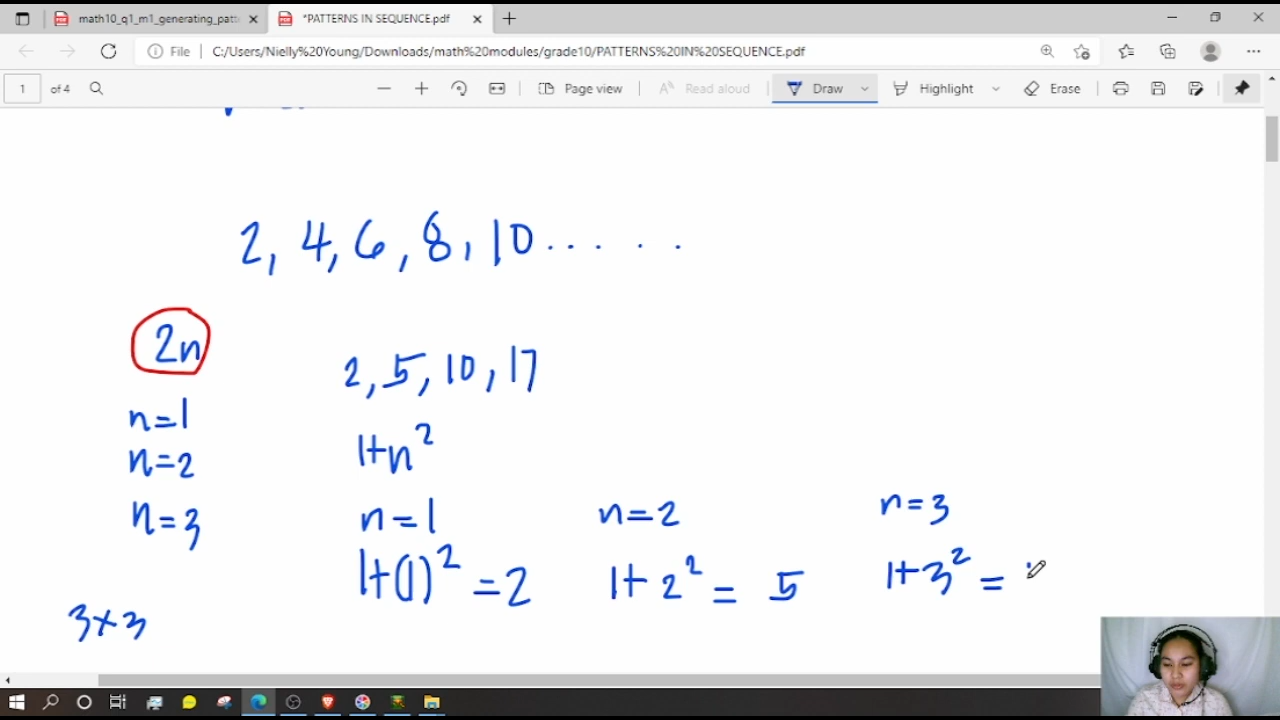 math10_q1_m1_generating_patt
*PATTERNS IN SEQUENCE.pdf
File C:/Users/Nielly%20Young/Downloads/math%20modules/grade10/PATTERNS%20IN%20SEQUENCE.pdf
1 of 4 Page view Read aloud Draw Highlight Erase
2, 4, 6, 8, 10.....
2n
n=1
n=2
n=3
3×3
2, 5, 10, 17
1+n²
n=1
1+(1)²=2
n=2
1+2²=5
n=3
1+3²=